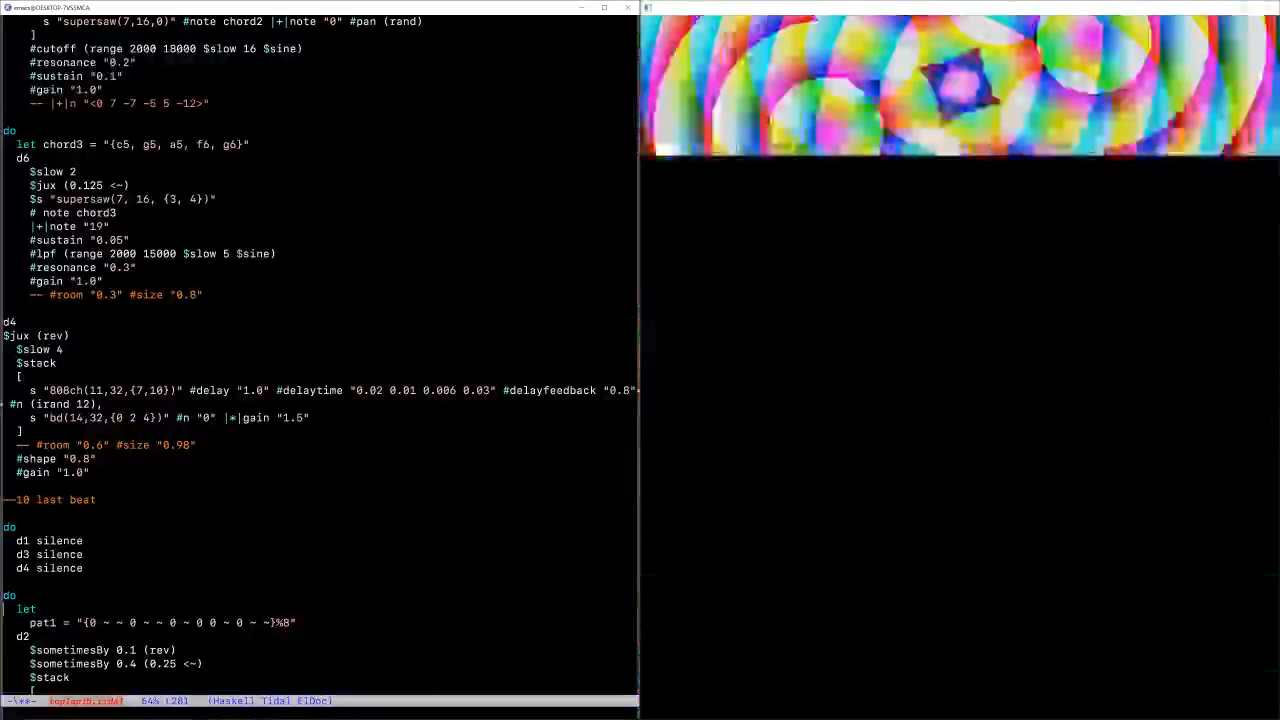 emacs@DESKTOP-7VS5MCA
s "supersaw(7,16,0)" #note chord2 |+|note "0" #pan (rand)
]
#cutoff (range 2000 18000 $slow 16 $sine)
#resonance "0.2"
#sustain "0.1"
#gain "1.0"
-- |+|n "<0 7 -7 -5 5 -12>"
do
let chord3 = "{c5, g5, a5, f6, g6}"
d6
$slow 2
$jux (0.125 <~)
$s "supersaw(7, 16, {3, 4})"
# note chord3
|+|note "19"
#sustain "0.05"
#lpf (range 2000 15000 $slow 5 $sine)
#resonance "0.3"
#gain "1.0"
-- #room "0.3" #size "0.8"
d4
$jux (rev)
$slow 4
$stack
[
s "808ch(11,32,{7,10})" #delay "1.0" #delaytime "0.02 0.01 0.006 0.03" #delayfeedback "0.8"
#n (irand 12),
s "bd(14,32,{0 2 4})" #n "0" |*|gain "1.5"
]
-- #room "0.6" #size "0.98"
#shape "0.8"
#gain "1.0"
--10 last beat
do
d1 silence
d3 silence
d4 silence
do
let
pat1 = "{0 ~ ~ 0 ~ ~ 0 ~ 0 0 ~ 0 ~ ~}%8"
d2
$sometimesBy 0.1 (rev)
$sometimesBy 0.4 (0.25 <~)
$stack
[
-\**- 64% L281 (Haskell Tidal ElDoc)